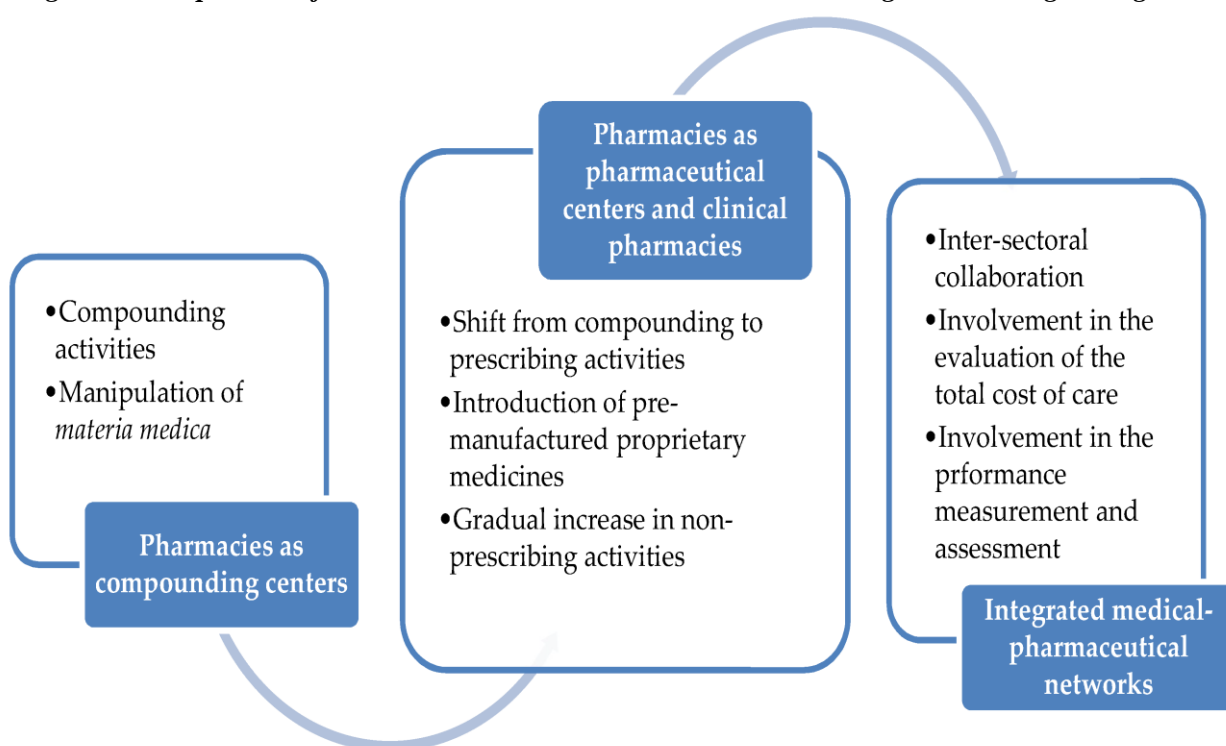 •Compounding
activities
•Manipulation of
materia medica
Pharmacies as
compounding centers
Pharmacies as
pharmaceutical
centers and clinical
pharmacies
•Shift from compounding to
prescribing activities
•Introduction of pre-
manufactured proprietary
medicines
•Gradual increase in non-
prescribing activities
•Inter-sectoral
collaboration
•Involvement in the
evaluation of the
total cost of care
•Involvement in the
prformance
measurement and
assessment
Integrated medical-
pharmaceutical
networks